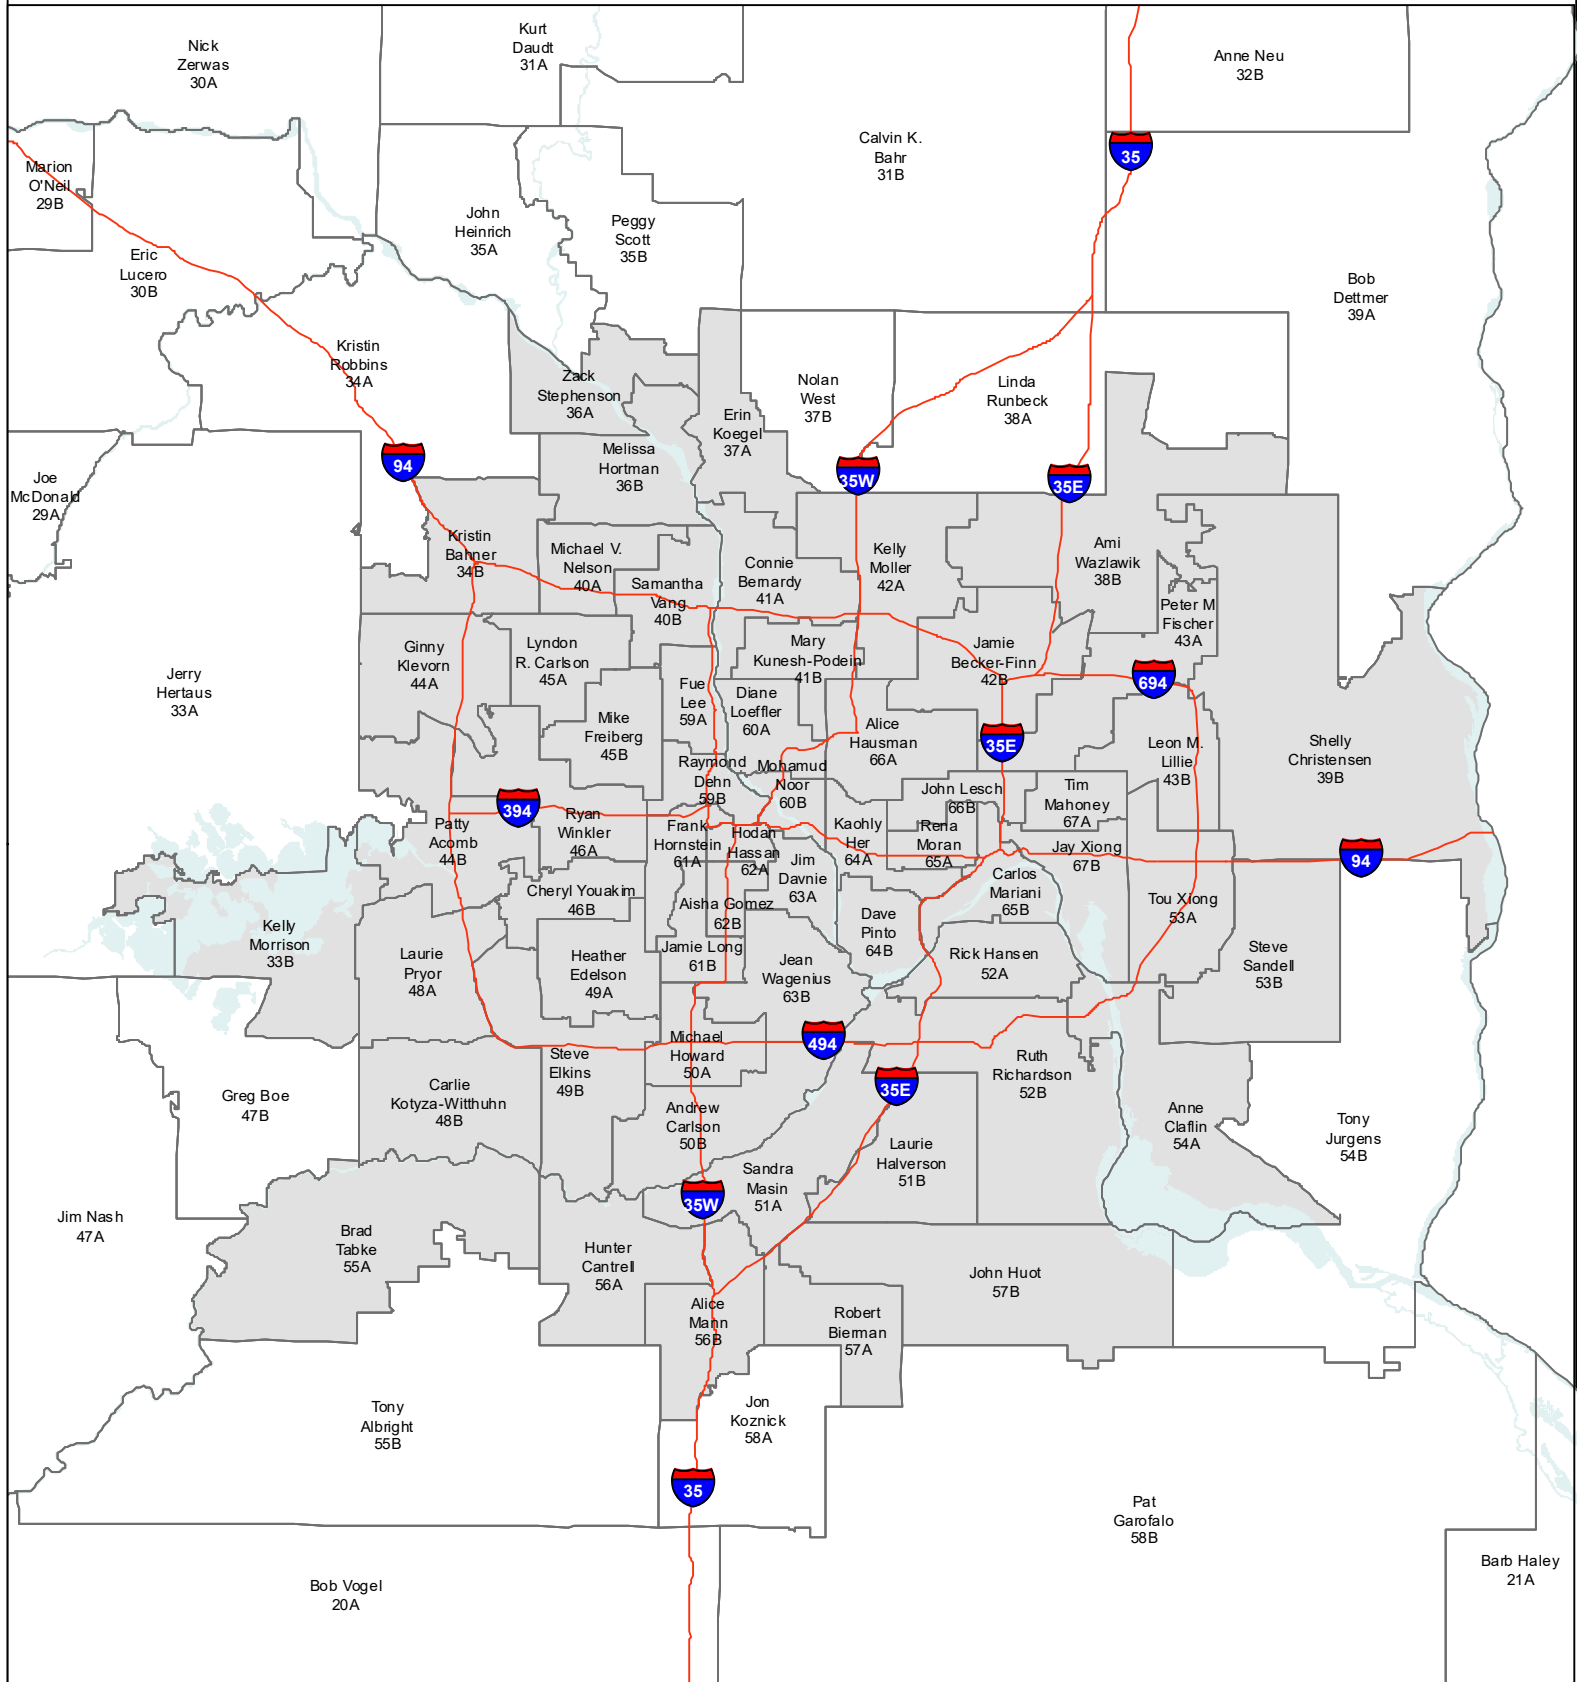 Nick
Zerwas
30A
Kurt
Daudt
31A
Anne Neu
32B
Calvin K.
Bahr
31B
35
Marion
O'Neil
29B
John
Heinrich
35A
Peggy
Scott
35B
Eric
Lucero
30B
Bob
Dettmer
39A
Kristin
Robbins
34A
Zack
Stephenson
36A
Nolan
West
37B
Linda
Runbeck
38A
Erin
Koegel
37A
Melissa
Hortman
36B
94
35W
35E
Joe
McDonald
29A
Kristin
Bahner
34B
Michael V.
Nelson
40A
Samantha
Vang
40B
Connie
Bernardy
41A
Kelly
Moller
42A
Ami
Wazlawik
38B
Peter M
Fischer
43A
Ginny
Klevorn
44A
Lyndon
R. Carlson
45A
Mary
Kunesh-Podein
41B
Jamie
Becker-Finn
42B
694
Jerry
Hertaus
33A
Fue
Lee
59A
Diane
Loeffler
60A
Mike
Freiberg
45B
Alice
Hausman
66A
35E
Leon M.
Lillie
43B
Shelly
Christensen
39B
Raymond
Dehn
59B
Mohamud
Noor
60B
John Lesch
66B
Tim
Mahoney
67A
394
Ryan
Winkler
46A
Patty
Acomb
44B
Frank
Hornstein
61A
Hodan
Hassan
62A
Kaohly
Her
64A
Rena
Moran
65A
Jay Xiong
67B
94
Jim
Davnie
63A
Carlos
Mariani
65B
Cheryl Youakim
46B
Aisha Gomez
62B
Dave
Pinto
64B
Tou Xiong
53A
Kelly
Morrison
33B
Laurie
Pryor
48A
Heather
Edelson
49A
Jamie Long
61B
Jean
Wagenius
63B
Rick Hansen
52A
Steve
Sandell
53B
Michael
Howard
50A
494
Steve
Elkins
49B
Ruth
Richardson
52B
35E
Greg Boe
47B
Carlie
Kotyza-Witthuhn
48B
Andrew
Carlson
50B
Laurie
Halverson
51B
Anne
Claflin
54A
Tony
Jurgens
54B
Sandra
Masin
51A
35W
Jim Nash
47A
Brad
Tabke
55A
Hunter
Cantrell
56A
John Huot
57B
Alice
Mann
56B
Robert
Bierman
57A
Tony
Albright
55B
Jon
Koznick
58A
35
Pat
Garofalo
58B
Bob Vogel
20A
Barb Haley
21A